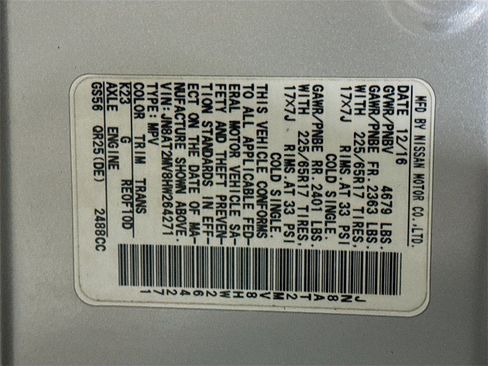 MFD BY NISSAN MOTOR CO.,LTD.
DATE 12/16
GVWR/PNBV 4679 LBS.
GAWR/PNBE FR. 2363 LBS.
WITH 225/65R17 TIRES,
17X7J RIMS.AT 33 PSI
COLD SINGLE.
GAWR/PNBE RR. 2401 LBS.
WITH 225/65R17 TIRES,
17X7J RIMS.AT 33 PSI
COLD SINGLE.
THIS VEHICLE CONFORMS
TO ALL APPLICABLE FED-
ERAL MOTOR VEHICLE SA-
FETY AND THEFT PREVEN-
TION STANDARDS IN EFF-
ECT ON THE DATE OF MA-
NUFACTURE SHOWN ABOVE.
VIN:JN8AT2MV8HW264271
TYPE:MPV
COLOR TRIM TRANS
K23 G RE0FT0D
AXLE ENGINE
GS56 QR25(DE) 2488CC
JN8AT2MV8HW264271